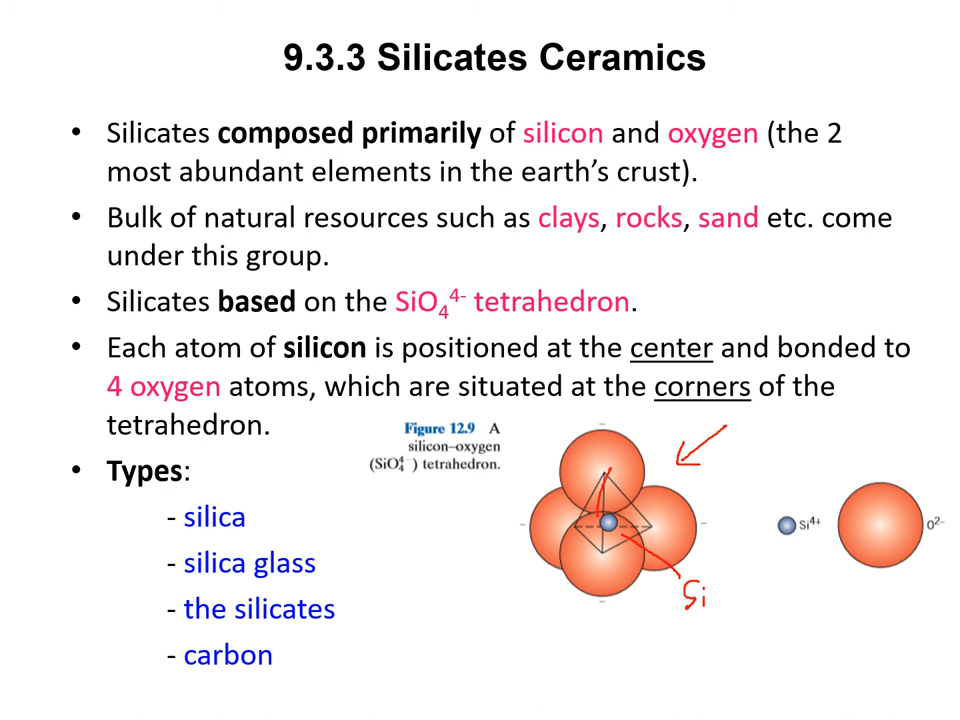 9.3.3 Silicates Ceramics
• Silicates composed primarily of silicon and oxygen (the 2
most abundant elements in the earth’s crust).
• Bulk of natural resources such as clays, rocks, sand etc. come
under this group.
• Silicates based on the SiO₄⁴⁻ tetrahedron.
• Each atom of silicon is positioned at the center and bonded to
4 oxygen atoms, which are situated at the corners of the
tetrahedron.
Figure 12.9 A
silicon–oxygen
(SiO₄⁴⁻) tetrahedron.
• Types:
- silica
- silica glass
- the silicates
- carbon
–
– –
–
Si⁴⁺
O²⁻
Si